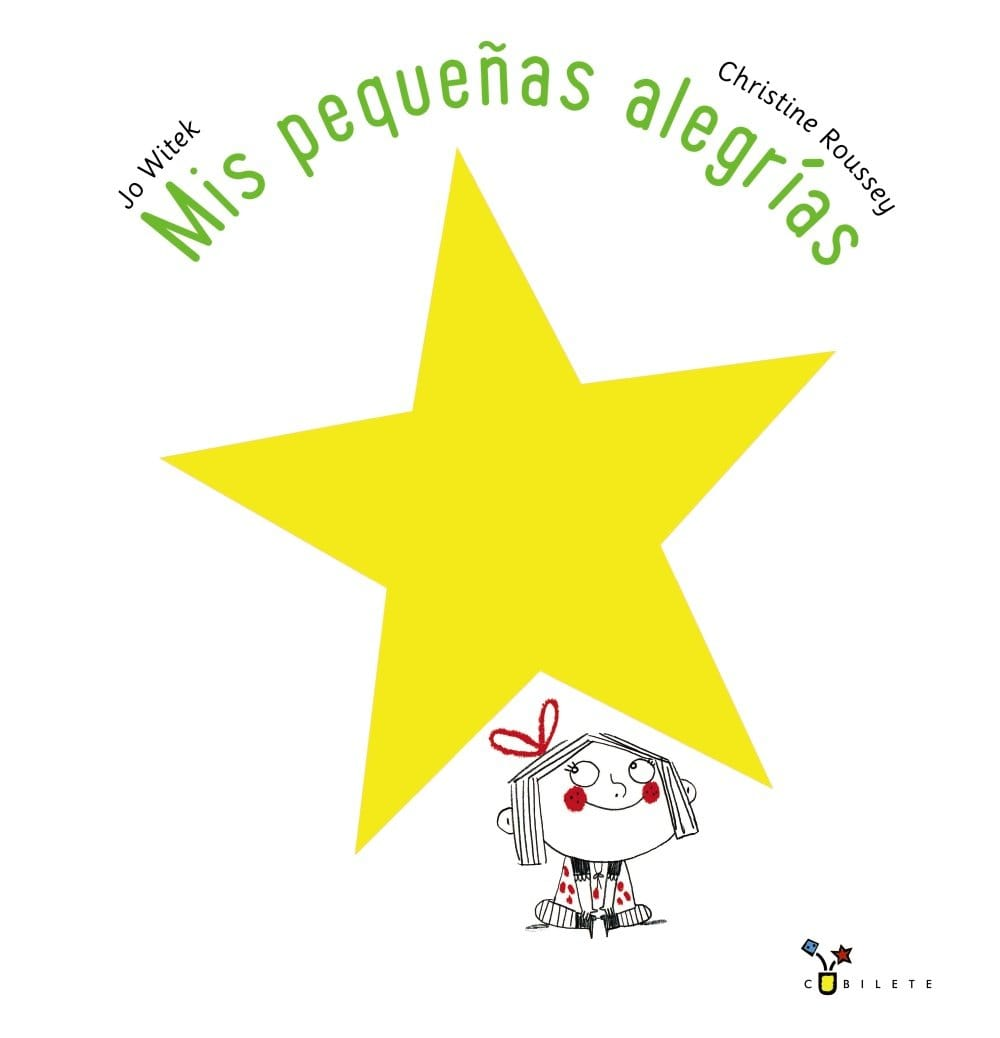 Jo Witek
Mis pequeñas alegrías
Christine Roussey
CUBILETE